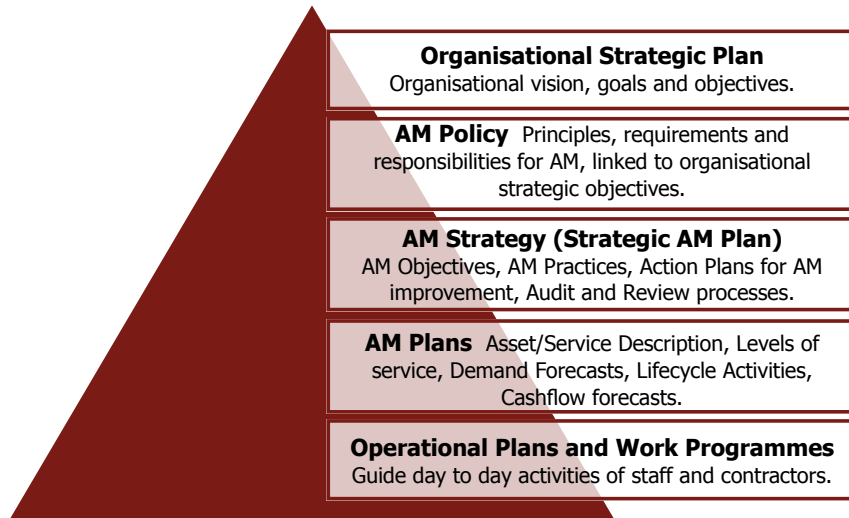 Organisational Strategic Plan
Organisational vision, goals and objectives.
AM Policy Principles, requirements and
responsibilities for AM, linked to organisational
strategic objectives.
AM Strategy (Strategic AM Plan)
AM Objectives, AM Practices, Action Plans for AM
improvement, Audit and Review processes.
AM Plans Asset/Service Description, Levels of
service, Demand Forecasts, Lifecycle Activities,
Cashflow forecasts.
Operational Plans and Work Programmes
Guide day to day activities of staff and contractors.